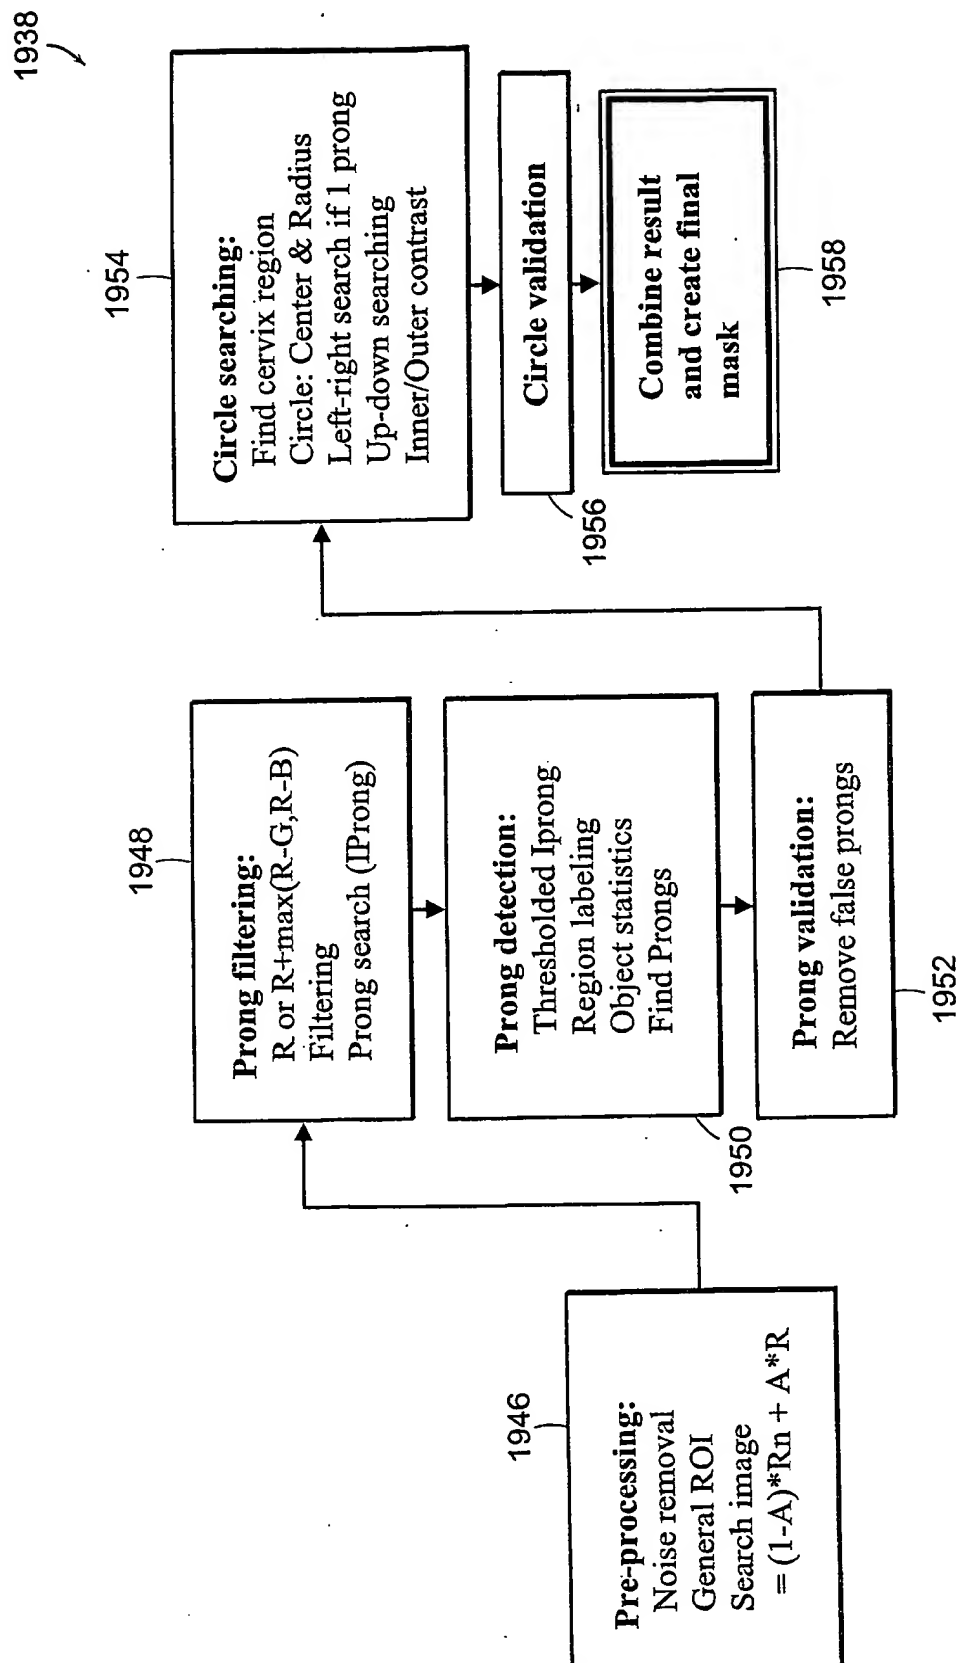 1938
1946
Pre-processing:
Noise removal
General ROI
Search image
= (1-A)*Rn + A*R
1948
Prong filtering:
R or R+max(R-G,R-B)
Filtering
Prong search (IProng)
Prong detection:
Thresholded Iprong
Region labeling
Object statistics
Find Prongs
1950
Prong validation:
Remove false prongs
1952
1954
Circle searching:
Find cervix region
Circle: Center & Radius
Left-right search if 1 prong
Up-down searching
Inner/Outer contrast
Circle validation
1956
Combine result
and create final
mask
1958